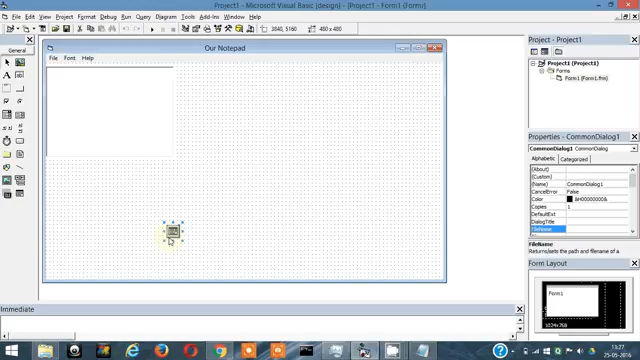 Project1 - Microsoft Visual Basic [design] - [Project1 - Form1 (Form)]
File Edit View Project Format Debug Run Query Diagram Tools Add-Ins Window Help
3840, 5160 480 x 480
General
Our Notepad
File Font Help
Project - Project1
Project1 (Project1)
Forms
Form1 (Form1.frm)
Properties - CommonDialog1
CommonDialog1 CommonDialog
Alphabetic Categorized
(About)
(Custom)
(Name) CommonDialog1
CancelError False
Color &H00000000&
Copies 1
DefaultExt
DialogTitle
FileName
FileName
Returns/sets the path and filename of a
Form Layout
Form1
1024x768
Immediate
13:27
25-05-2016